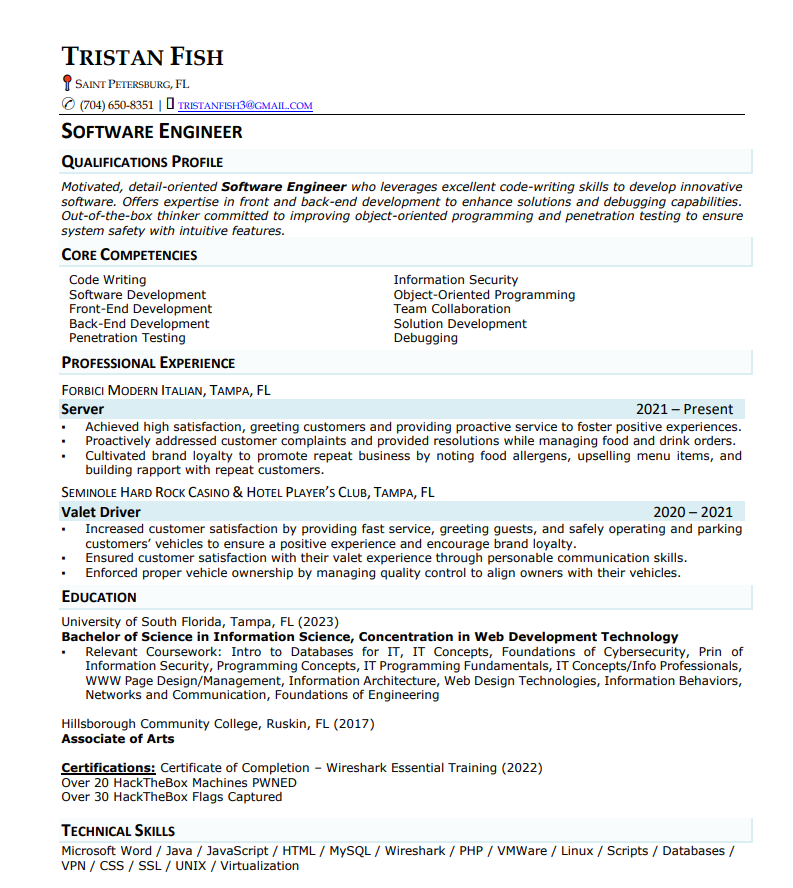 TRISTAN FISH
SAINT PETERSBURG, FL
(704) 650-8351 | TRISTANFISH3@GMAIL.COM
SOFTWARE ENGINEER
QUALIFICATIONS PROFILE
Motivated, detail-oriented Software Engineer who leverages excellent code-writing skills to develop innovative
software. Offers expertise in front and back-end development to enhance solutions and debugging capabilities.
Out-of-the-box thinker committed to improving object-oriented programming and penetration testing to ensure
system safety with intuitive features.
CORE COMPETENCIES
Code Writing
Software Development
Front-End Development
Back-End Development
Penetration Testing
Information Security
Object-Oriented Programming
Team Collaboration
Solution Development
Debugging
PROFESSIONAL EXPERIENCE
FORBICI MODERN ITALIAN, TAMPA, FL
Server 2021 – Present
▪ Achieved high satisfaction, greeting customers and providing proactive service to foster positive experiences.
▪ Proactively addressed customer complaints and provided resolutions while managing food and drink orders.
▪ Cultivated brand loyalty to promote repeat business by noting food allergens, upselling menu items, and
building rapport with repeat customers.
SEMINOLE HARD ROCK CASINO & HOTEL PLAYER'S CLUB, TAMPA, FL
Valet Driver 2020 – 2021
▪ Increased customer satisfaction by providing fast service, greeting guests, and safely operating and parking
customers' vehicles to ensure a positive experience and encourage brand loyalty.
▪ Ensured customer satisfaction with their valet experience through personable communication skills.
▪ Enforced proper vehicle ownership by managing quality control to align owners with their vehicles.
EDUCATION
University of South Florida, Tampa, FL (2023)
Bachelor of Science in Information Science, Concentration in Web Development Technology
▪ Relevant Coursework: Intro to Databases for IT, IT Concepts, Foundations of Cybersecurity, Prin of
Information Security, Programming Concepts, IT Programming Fundamentals, IT Concepts/Info Professionals,
WWW Page Design/Management, Information Architecture, Web Design Technologies, Information Behaviors,
Networks and Communication, Foundations of Engineering
Hillsborough Community College, Ruskin, FL (2017)
Associate of Arts
Certifications: Certificate of Completion – Wireshark Essential Training (2022)
Over 20 HackTheBox Machines PWNED
Over 30 HackTheBox Flags Captured
TECHNICAL SKILLS
Microsoft Word / Java / JavaScript / HTML / MySQL / Wireshark / PHP / VMWare / Linux / Scripts / Databases /
VPN / CSS / SSL / UNIX / Virtualization